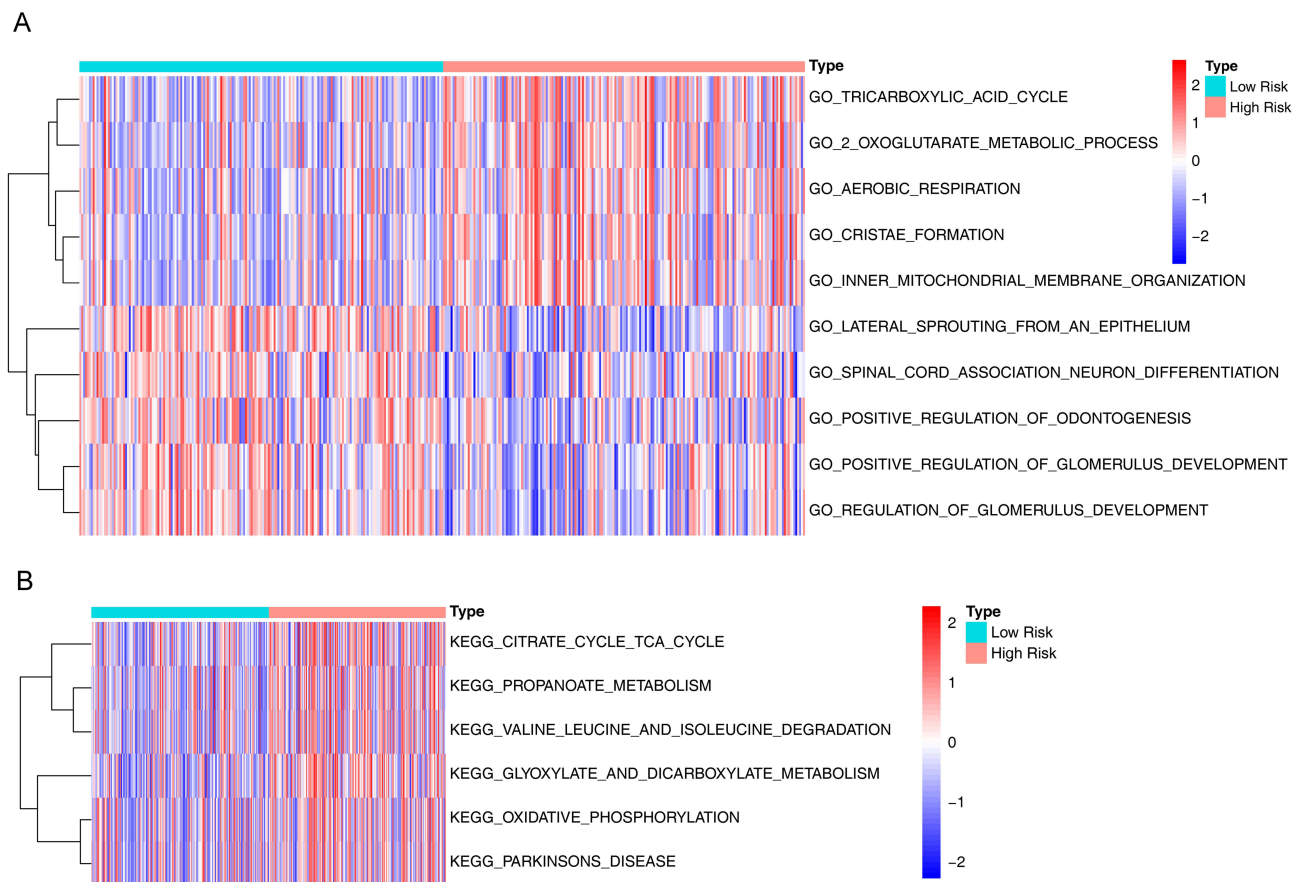 A
Type
GO_TRICARBOXYLIC_ACID_CYCLE
GO_2_OXOGLUTARATE_METABOLIC_PROCESS
GO_AEROBIC_RESPIRATION
GO_CRISTAE_FORMATION
GO_INNER_MITOCHONDRIAL_MEMBRANE_ORGANIZATION
GO_LATERAL_SPROUTING_FROM_AN_EPITHELIUM
GO_SPINAL_CORD_ASSOCIATION_NEURON_DIFFERENTIATION
GO_POSITIVE_REGULATION_OF_ODONTOGENESIS
GO_POSITIVE_REGULATION_OF_GLOMERULUS_DEVELOPMENT
GO_REGULATION_OF_GLOMERULUS_DEVELOPMENT
2
1
0
−1
−2
Type
Low Risk
High Risk
B
Type
KEGG_CITRATE_CYCLE_TCA_CYCLE
KEGG_PROPANOATE_METABOLISM
KEGG_VALINE_LEUCINE_AND_ISOLEUCINE_DEGRADATION
KEGG_GLYOXYLATE_AND_DICARBOXYLATE_METABOLISM
KEGG_OXIDATIVE_PHOSPHORYLATION
KEGG_PARKINSONS_DISEASE
2
1
0
−1
−2
Type
Low Risk
High Risk